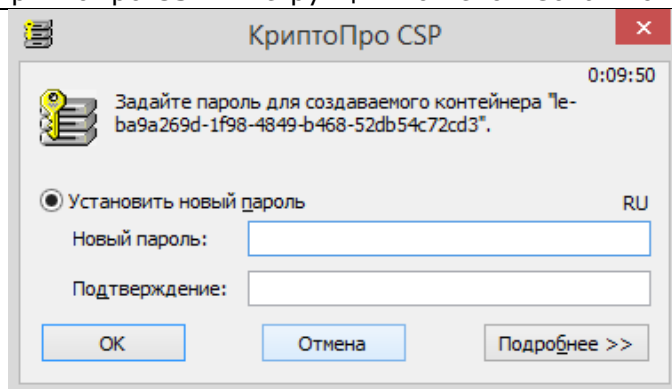 КриптоПро CSP
0:09:50
Задайте пароль для создаваемого контейнера "le-
ba9a269d-1f98-4849-b468-52db54c72cd3".
Установить новый пароль
RU
Новый пароль:
Подтверждение:
OK
Отмена
Подробнее >>